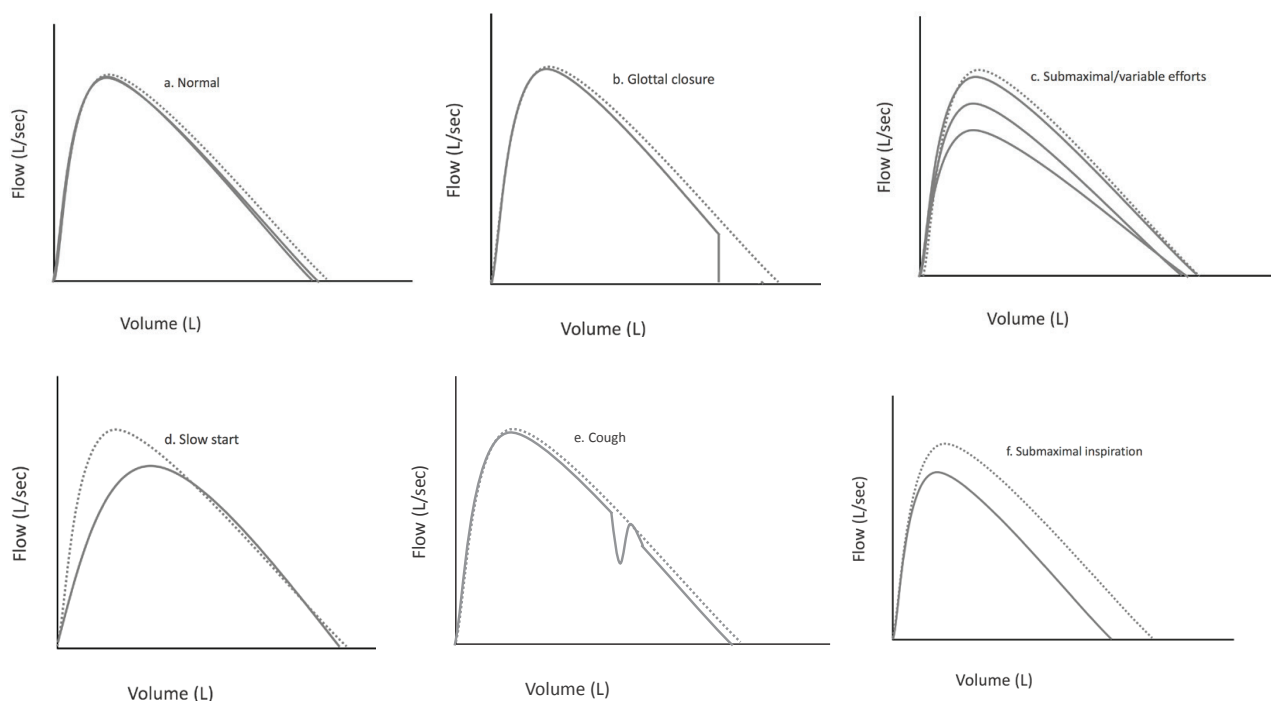 a. Normal
Flow (L/sec)
Volume (L)
b. Glottal closure
Flow (L/sec)
Volume (L)
c. Submaximal/variable efforts
Flow (L/sec)
Volume (L)
d. Slow start
Flow (L/sec)
Volume (L)
e. Cough
Flow (L/sec)
Volume (L)
f. Submaximal inspiration
Flow (L/sec)
Volume (L)